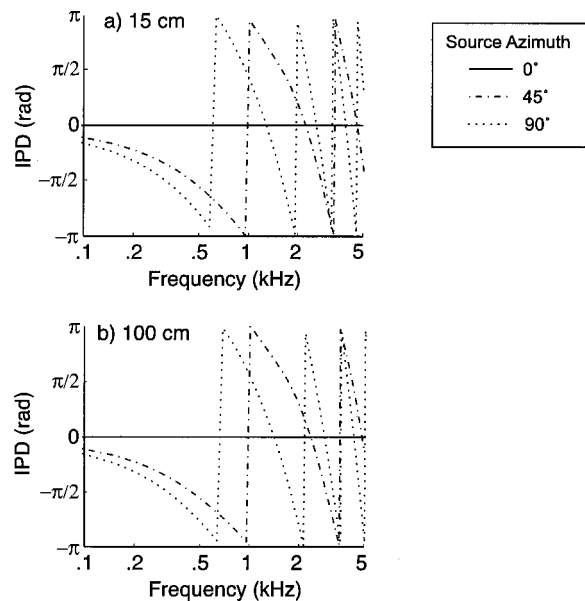 a) 15 cm
π
π/2
0
−π/2
−π
IPD (rad)
.1 .2 .5 1 2 5
Frequency (kHz)
Source Azimuth
0°
45°
90°
b) 100 cm
π
π/2
0
−π/2
−π
IPD (rad)
.1 .2 .5 1 2 5
Frequency (kHz)